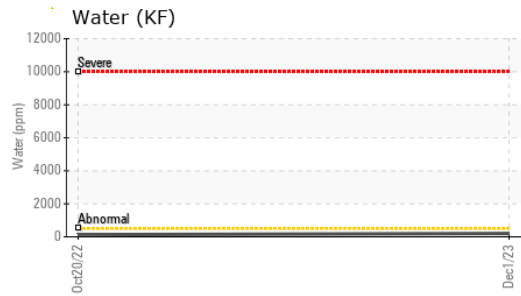 Water (KF)
12000
10000
8000
6000
4000
2000
0
Water (ppm)
Severe
Abnormal
Oct20/22
Dec1/23